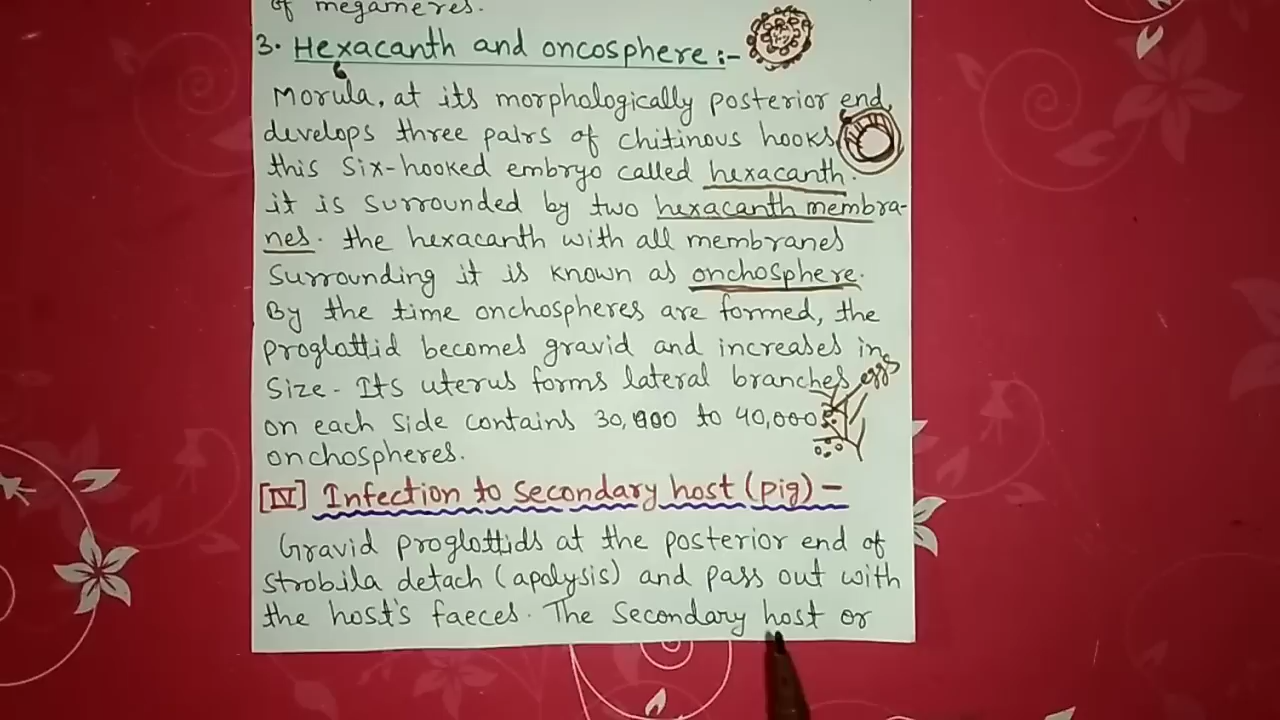 of megameres.
3. Hexacanth and oncosphere :-
6
Morula, at its morphologically posterior end,
develops three pairs of chitinous hooks
this Six-hooked embryo called hexacanth.
it is surrounded by two hexacanth membra-
nes. the hexacanth with all membranes
surrounding it is known as onchosphere.
By the time onchospheres are formed, the
proglottid becomes gravid and increases in
size. Its uterus forms lateral branches eggs
on each side contains 30,000 to 40,000
onchospheres.
[IV] Infection to secondary host (pig) -
Gravid proglottids at the posterior end of
strobila detach (apolysis) and pass out with
the host's faeces. The secondary host or